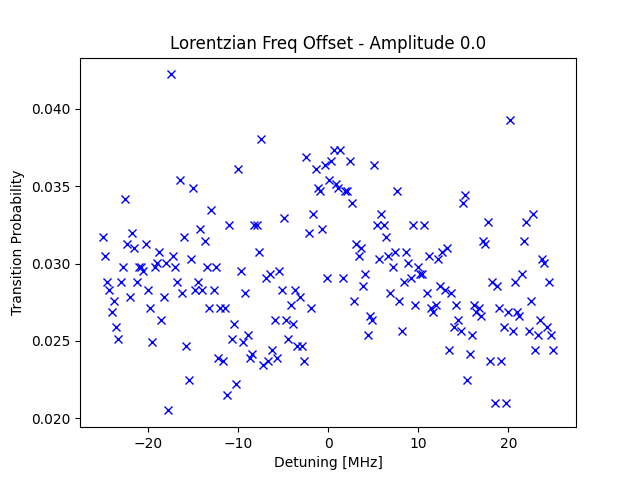 Lorentzian Freq Offset - Amplitude 0.0
Transition Probability
0.040
0.035
0.030
0.025
0.020
−20 −10 0 10 20
Detuning [MHz]